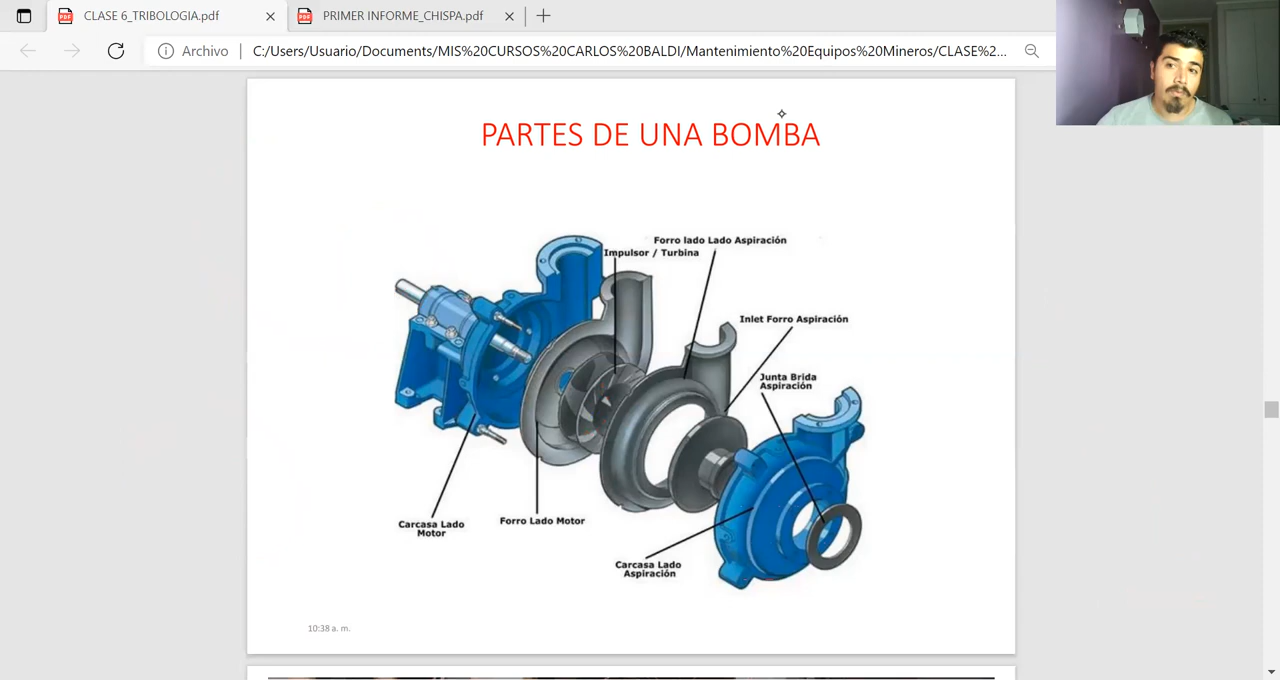 CLASE 6_TRIBOLOGIA.pdf
PRIMER INFORME_CHISPA.pdf
Archivo
C:/Users/Usuario/Documents/MIS%20CURSOS%20CARLOS%20BALDI/Mantenimiento%20Equipos%20Mineros/CLASE%2...
PARTES DE UNA BOMBA
Forro lado Lado Aspiración
Impulsor / Turbina
Inlet Forro Aspiración
Junta Brida
Aspiración
Carcasa Lado
Motor
Forro Lado Motor
Carcasa Lado
Aspiración
10:38 a. m.